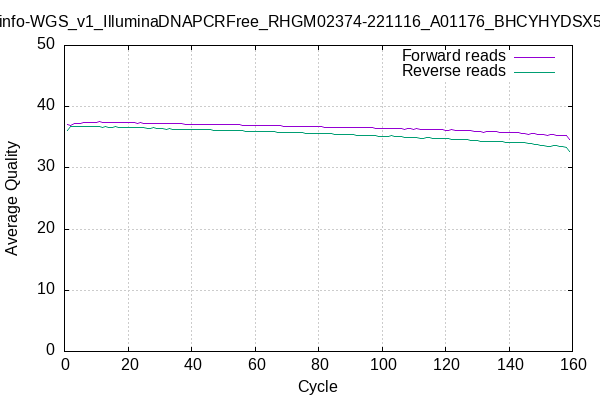 info-WGS_v1_IlluminaDNAPCRFree_RHGM02374-221116_A01176_BHCYHYDSX5
Forward reads
Reverse reads
50
40
30
20
10
0
Average Quality
0 20 40 60 80 100 120 140 160
Cycle